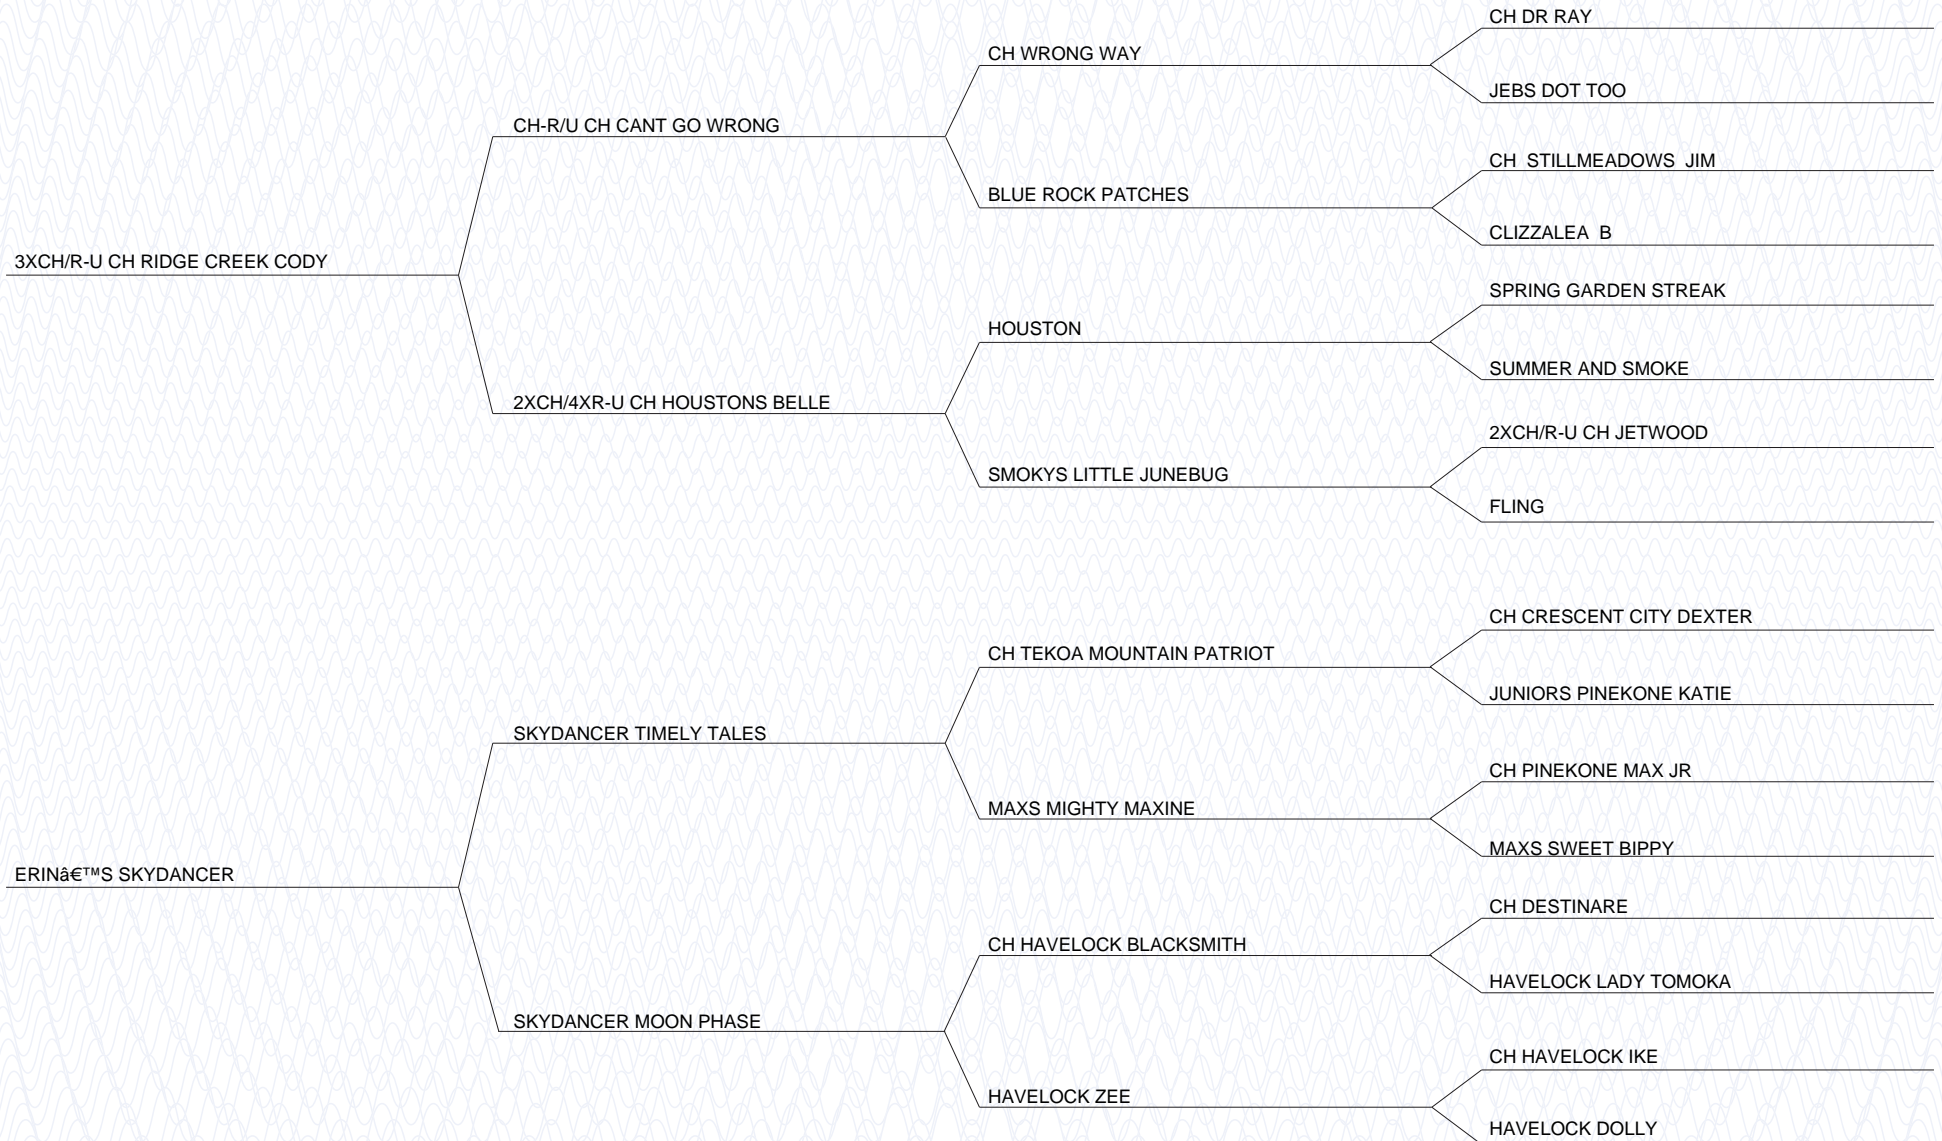 CH DR RAY
CH WRONG WAY
JEBS DOT TOO
CH-R/U CH CANT GO WRONG
CH  STILLMEADOWS  JIM
BLUE ROCK PATCHES
CLIZZALEA  B
3XCH/R-U CH RIDGE CREEK CODY
SPRING GARDEN STREAK
HOUSTON
SUMMER AND SMOKE
2XCH/4XR-U CH HOUSTONS BELLE
2XCH/R-U CH JETWOOD
SMOKYS LITTLE JUNEBUG
FLING
CH CRESCENT CITY DEXTER
CH TEKOA MOUNTAIN PATRIOT
JUNIORS PINEKONE KATIE
SKYDANCER TIMELY TALES
CH PINEKONE MAX JR
MAXS MIGHTY MAXINE
MAXS SWEET BIPPY
ERIN’S SKYDANCER
CH DESTINARE
CH HAVELOCK BLACKSMITH
HAVELOCK LADY TOMOKA
SKYDANCER MOON PHASE
CH HAVELOCK IKE
HAVELOCK ZEE
HAVELOCK DOLLY